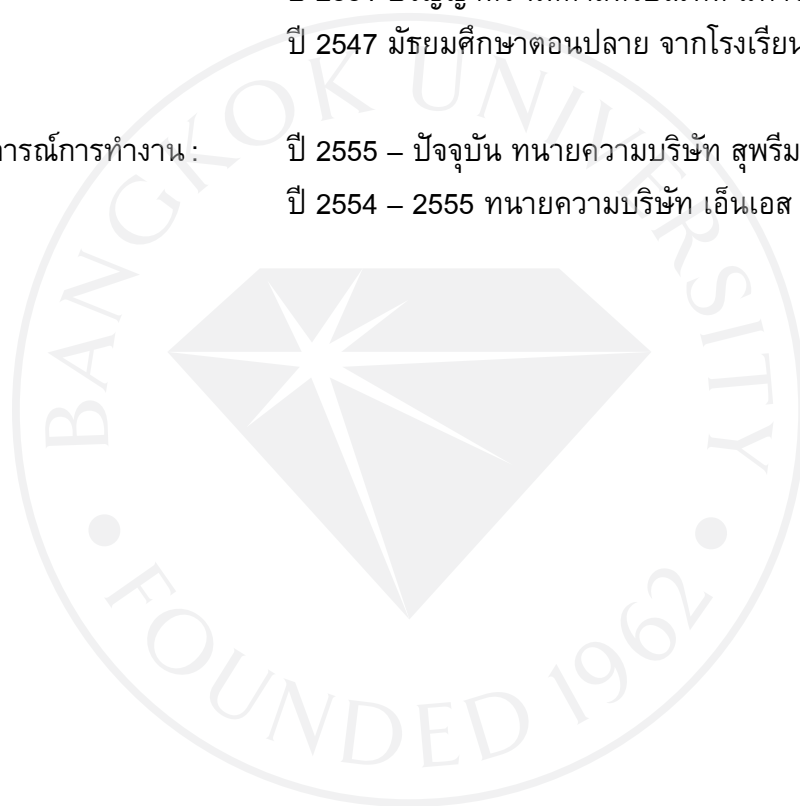 ปี 2547 มัธยมศึกษาตอนปลาย จากโรงเรียน
ารณ์การทำงาน : ปี 2555 – ปัจจุบัน ทนายความบริษัท สุพรีม
ปี 2554 – 2555 ทนายความบริษัท เอ็นเอส
BANGKOK UNIVERSITY
FOUNDED 1962